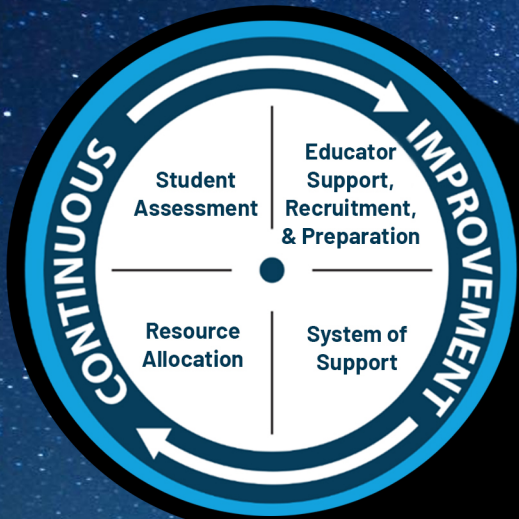 CONTINUOUS
IMPROVEMENT
Student
Assessment
Educator
Support,
Recruitment,
& Preparation
Resource
Allocation
System of
Support